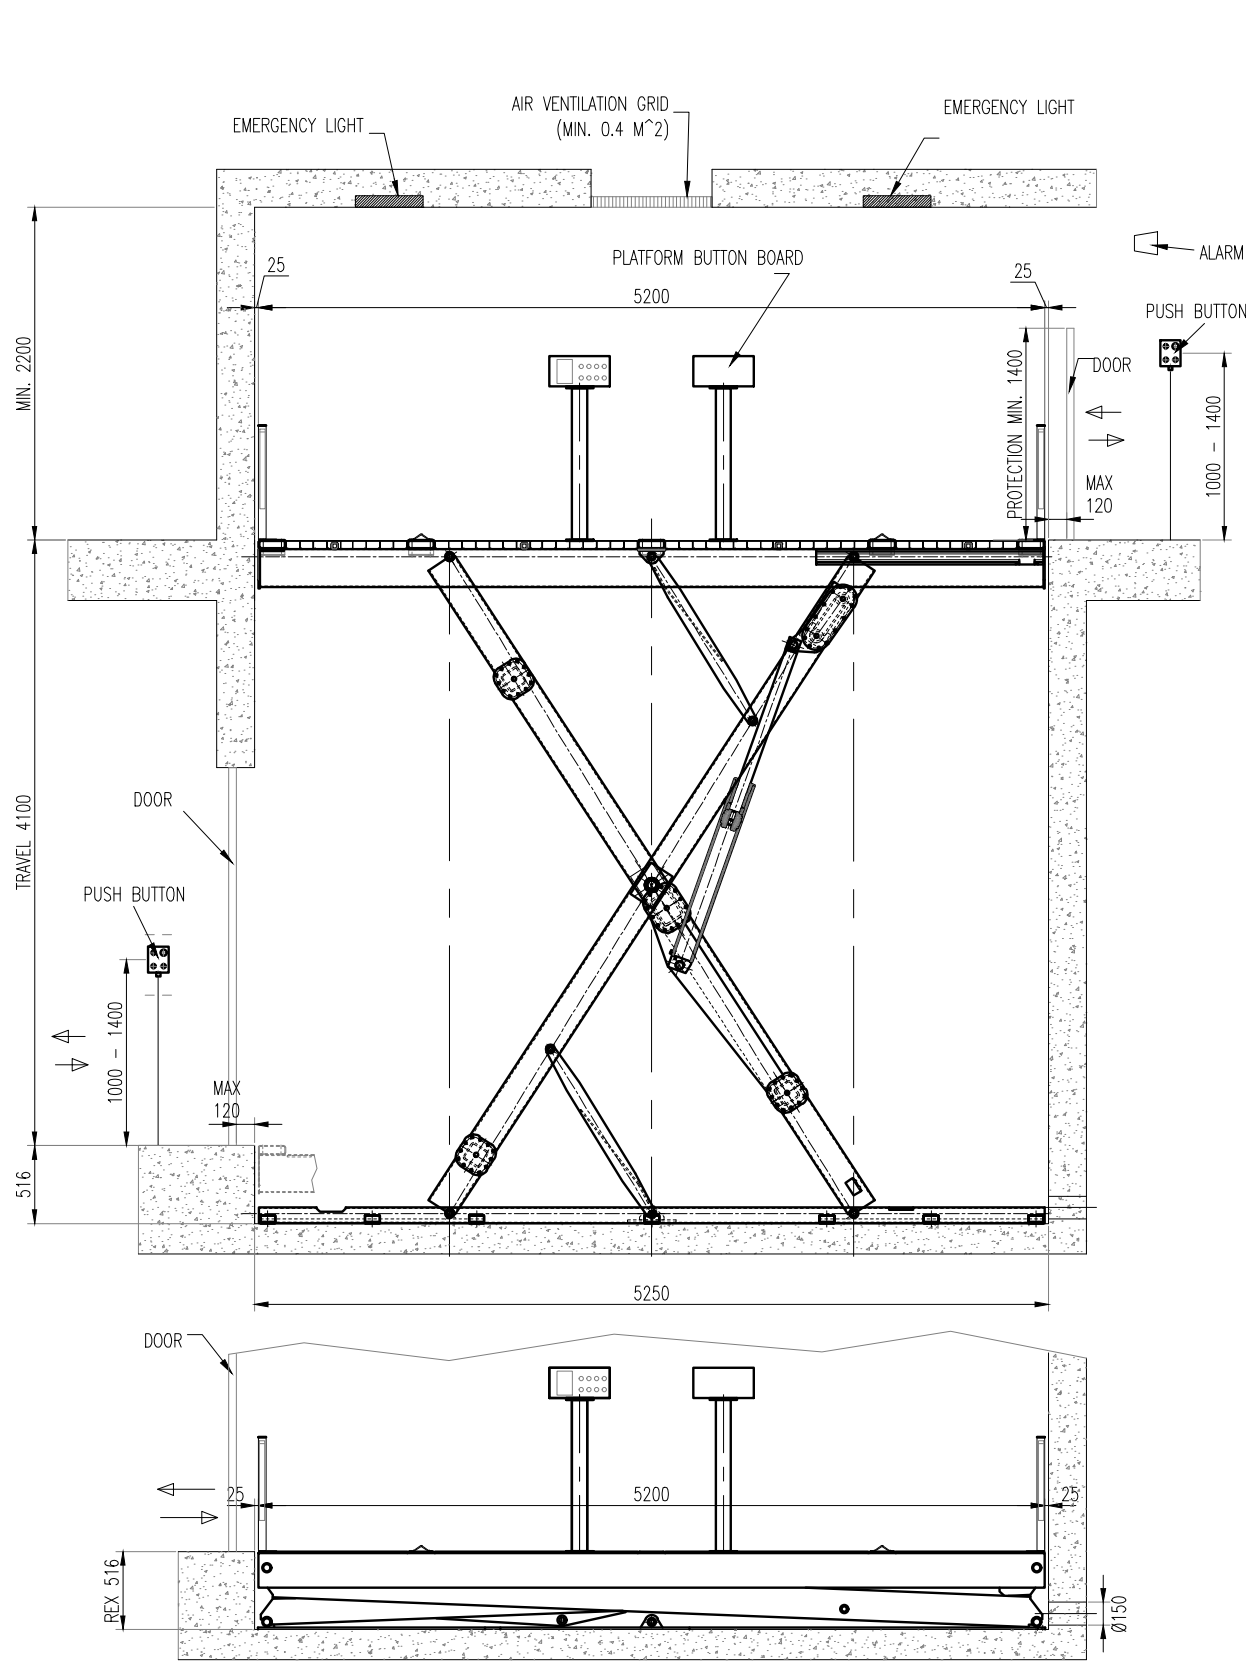 AIR VENTILATION GRID
(MIN. 0.4 M^2)
EMERGENCY LIGHT
EMERGENCY LIGHT
ALARM
PLATFORM BUTTON BOARD
25
5200
25
PUSH BUTTON
MIN. 2200
DOOR
PROTECTION MIN. 1400
1000 - 1400
MAX
120
TRAVEL 4100
DOOR
PUSH BUTTON
1000 - 1400
MAX
120
516
5250
DOOR
25
5200
25
REX 516
Ø150